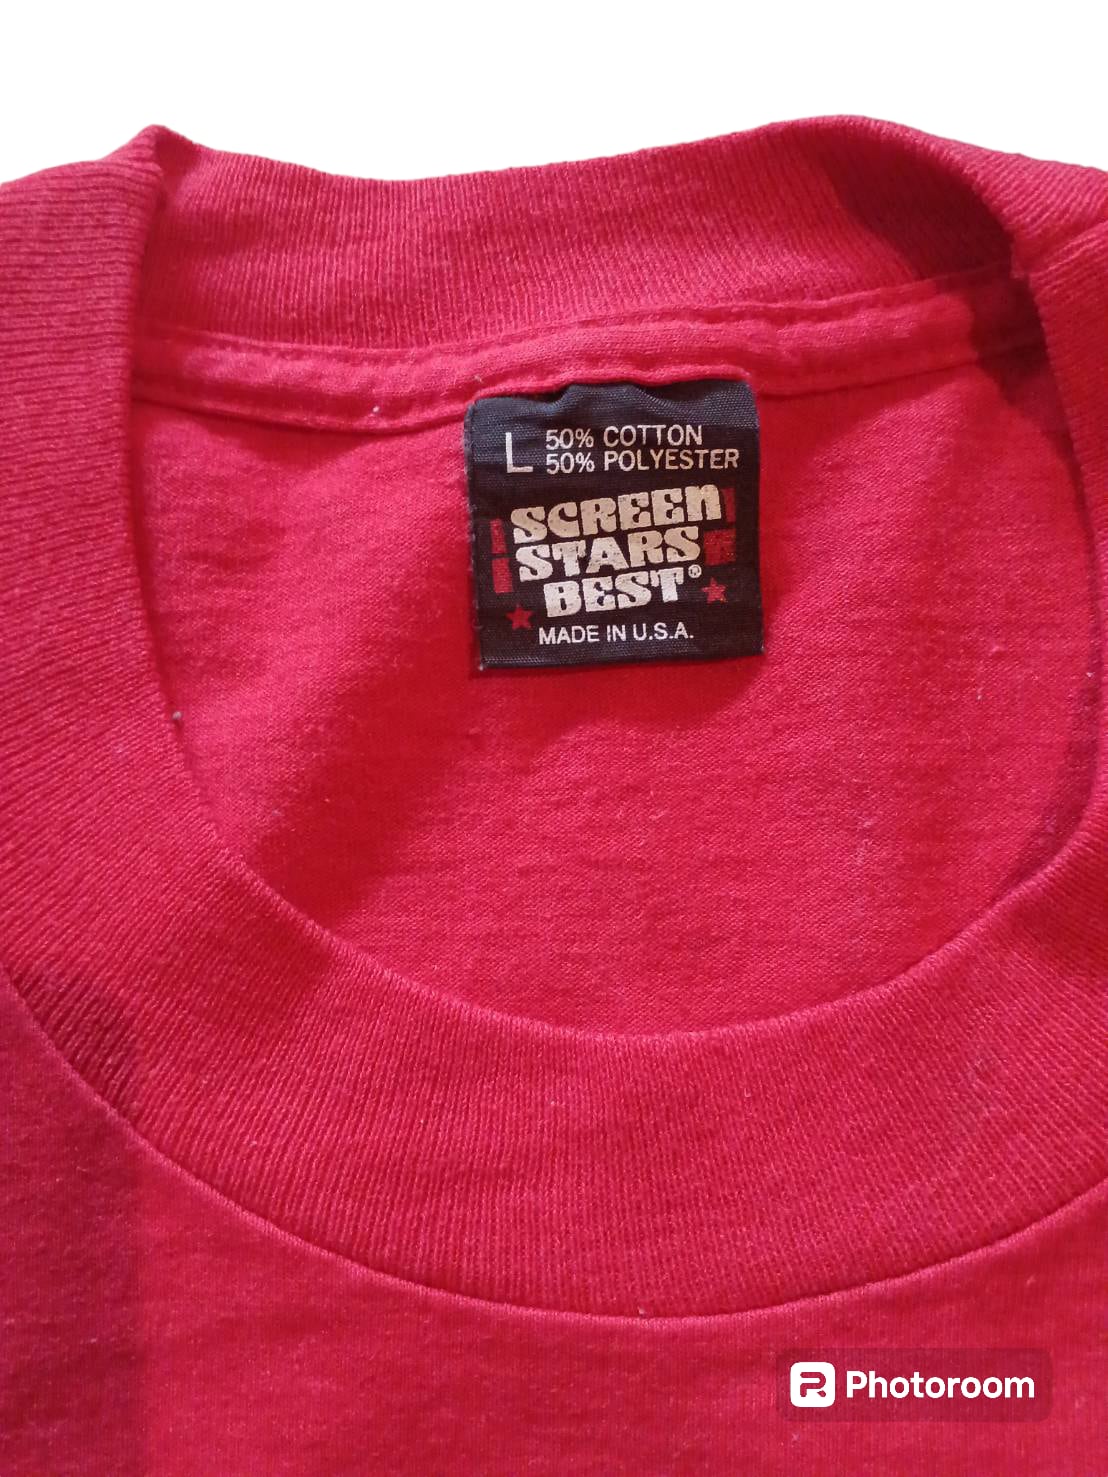 L 50% COTTON
50% POLYESTER
SCREEN
STARS
BEST®
MADE IN U.S.A.
Photoroom